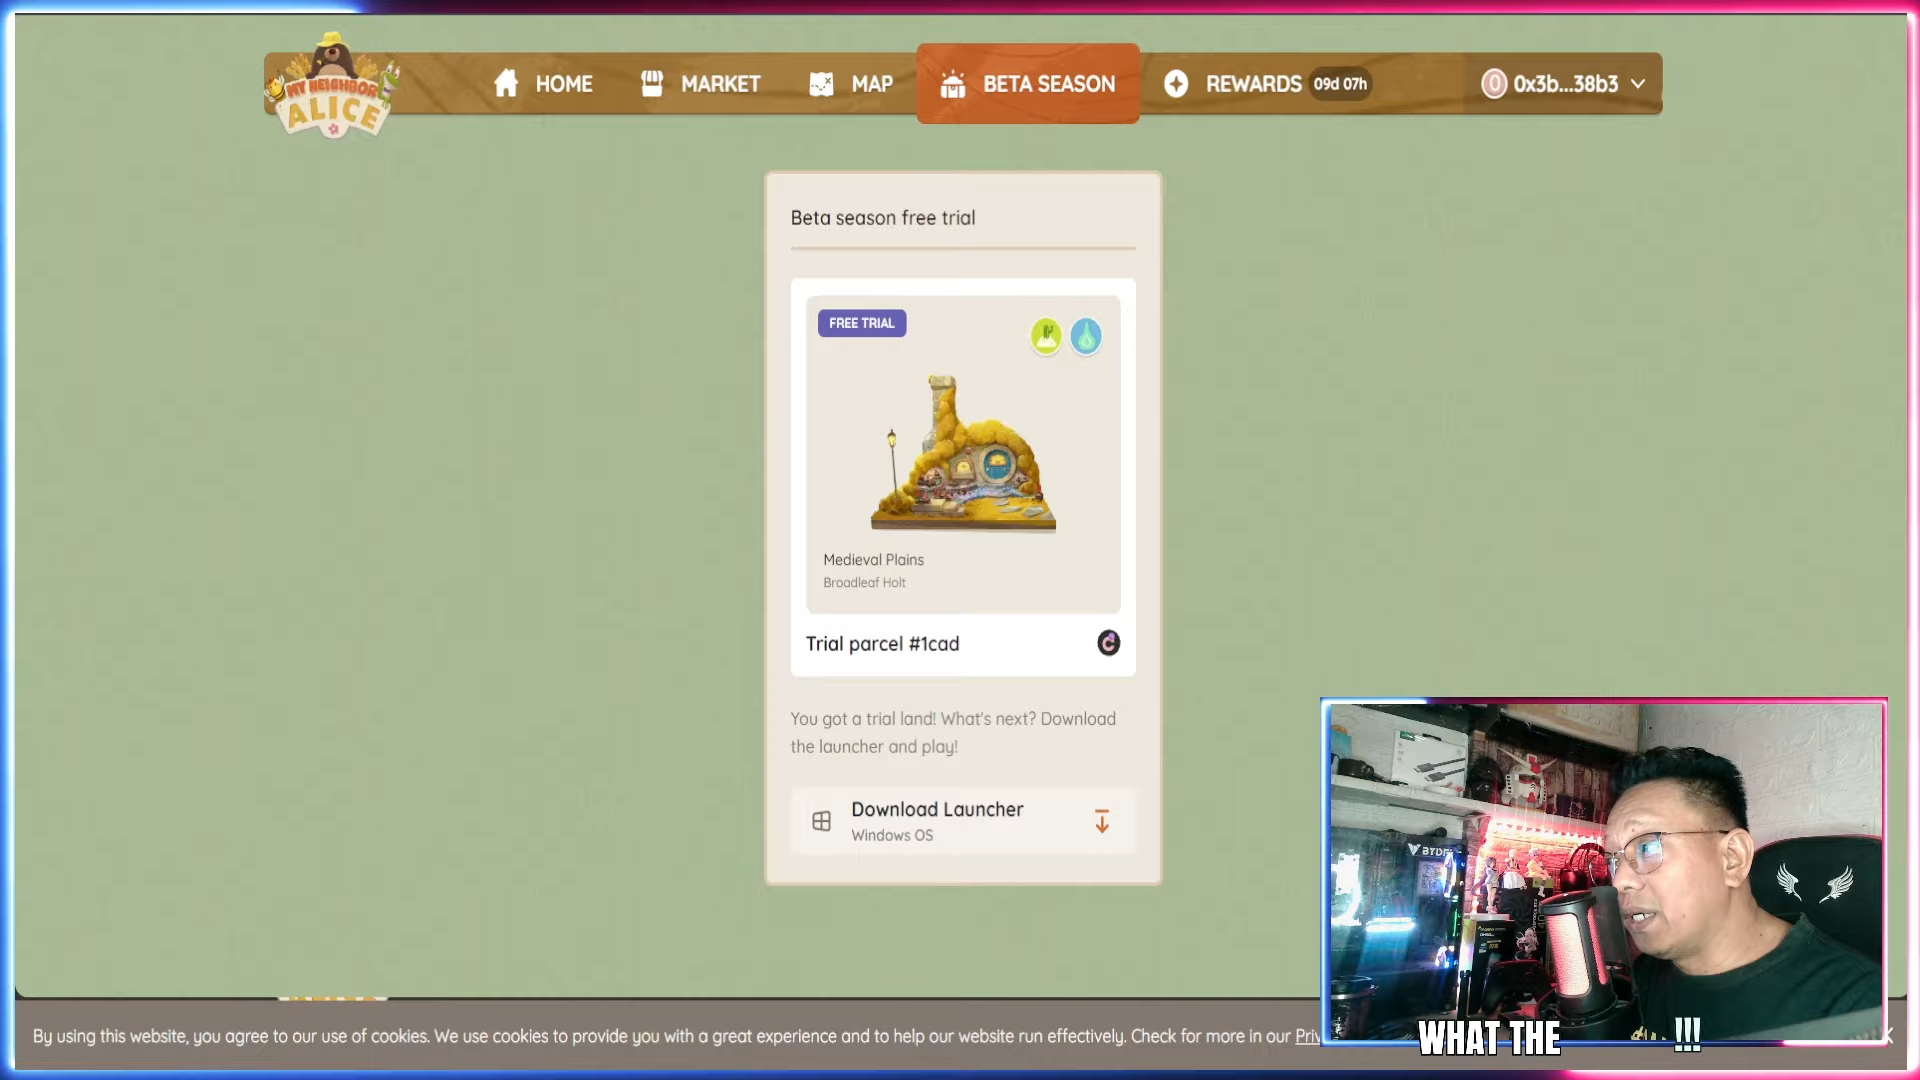 MY NEIGHBOR
ALICE
HOME
MARKET
MAP
BETA SEASON
REWARDS 09d 07h
0x3b...38b3
Beta season free trial
FREE TRIAL
Medieval Plains
Broadleaf Holt
Trial parcel #1cad
You got a trial land! What's next? Download
the launcher and play!
Download Launcher
Windows OS
By using this website, you agree to our use of cookies. We use cookies to provide you with a great experience and to help our website run effectively. Check for more in our Priv
WHAT THE !!!